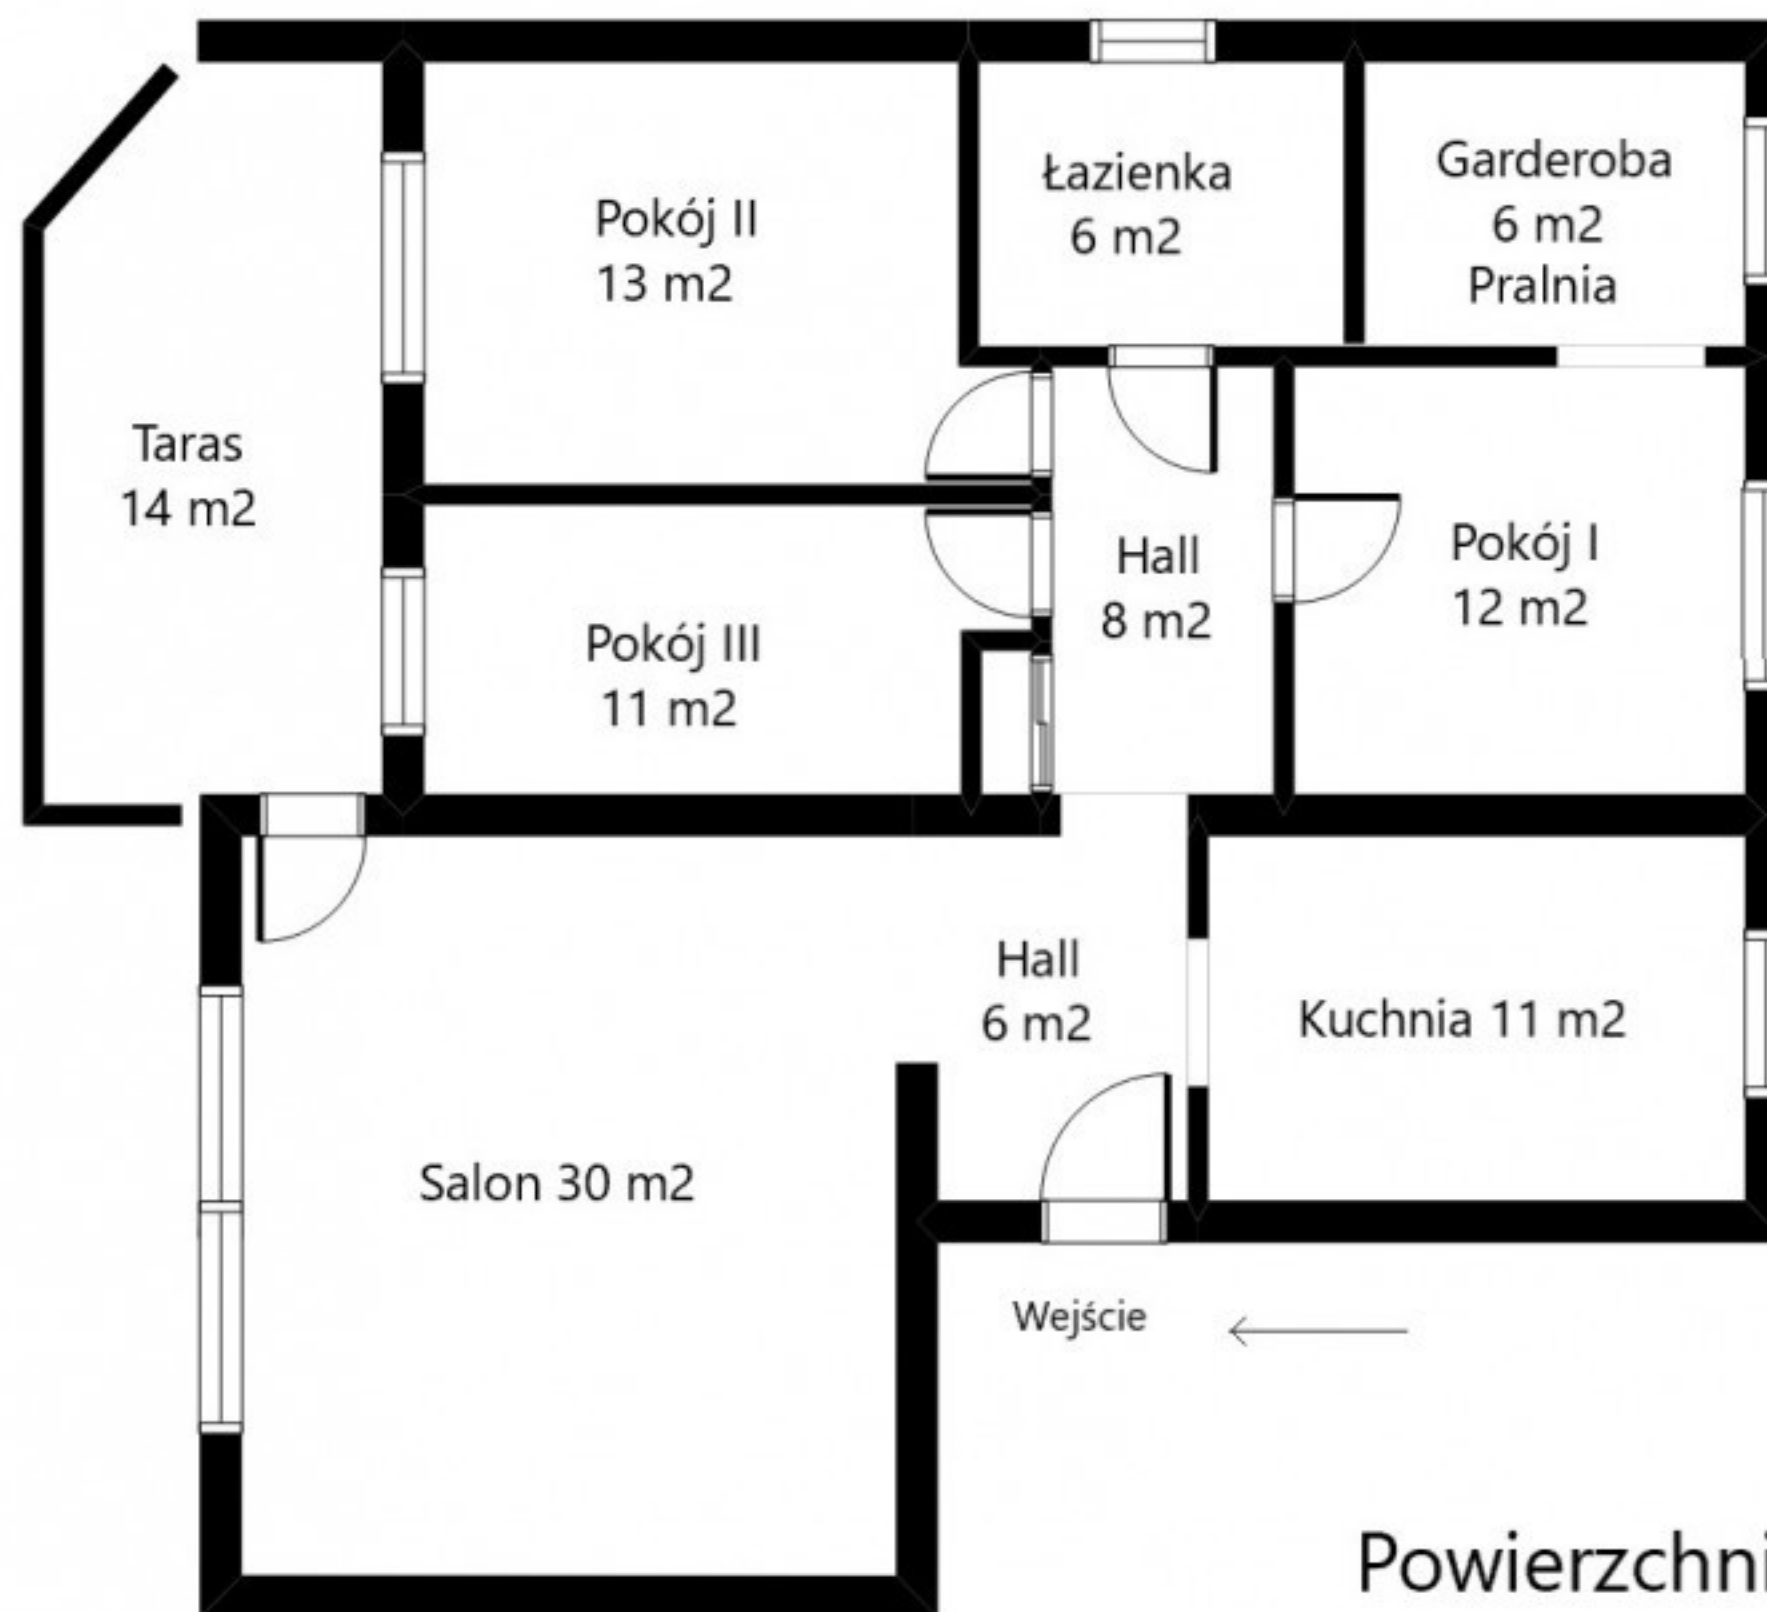 Łazienka
6 m2
Garderoba
6 m2
Pralnia
Pokój II
13 m2
Taras
14 m2
Hall
8 m2
Pokój I
12 m2
Pokój III
11 m2
Hall
6 m2
Kuchnia 11 m2
Salon 30 m2
Wejście
Powierzchni